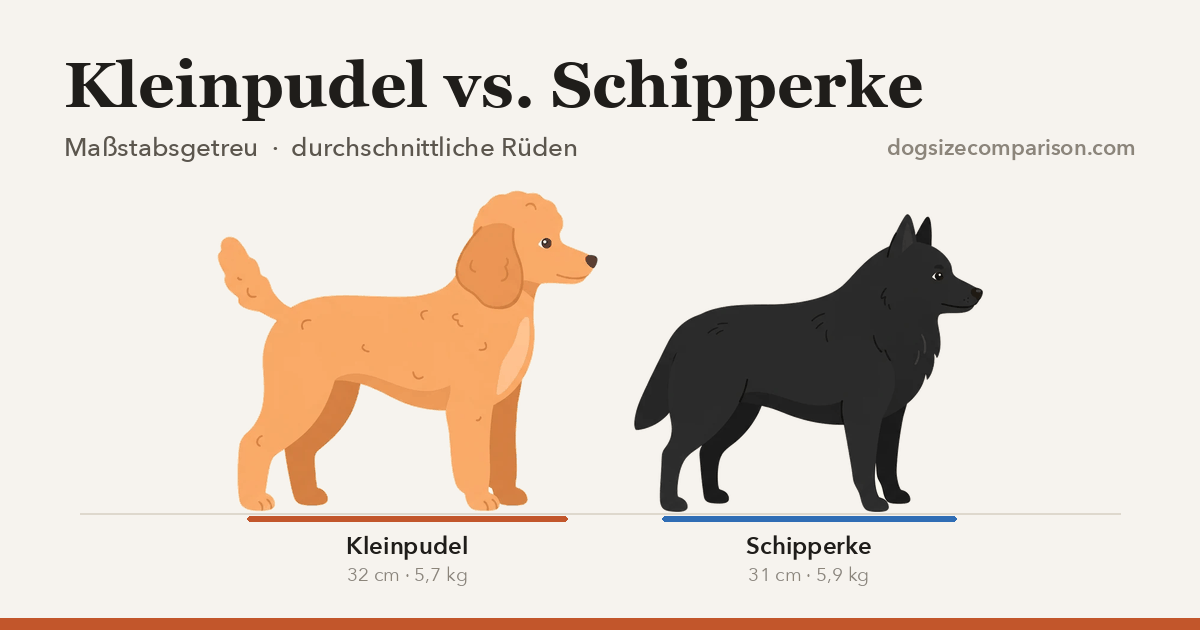 Kleinpudel vs. Schipperke
Maßstabsgetreu · durchschnittliche Rüden
dogsizecomparison.com
Kleinpudel
32 cm · 5,7 kg
Schipperke
31 cm · 5,9 kg